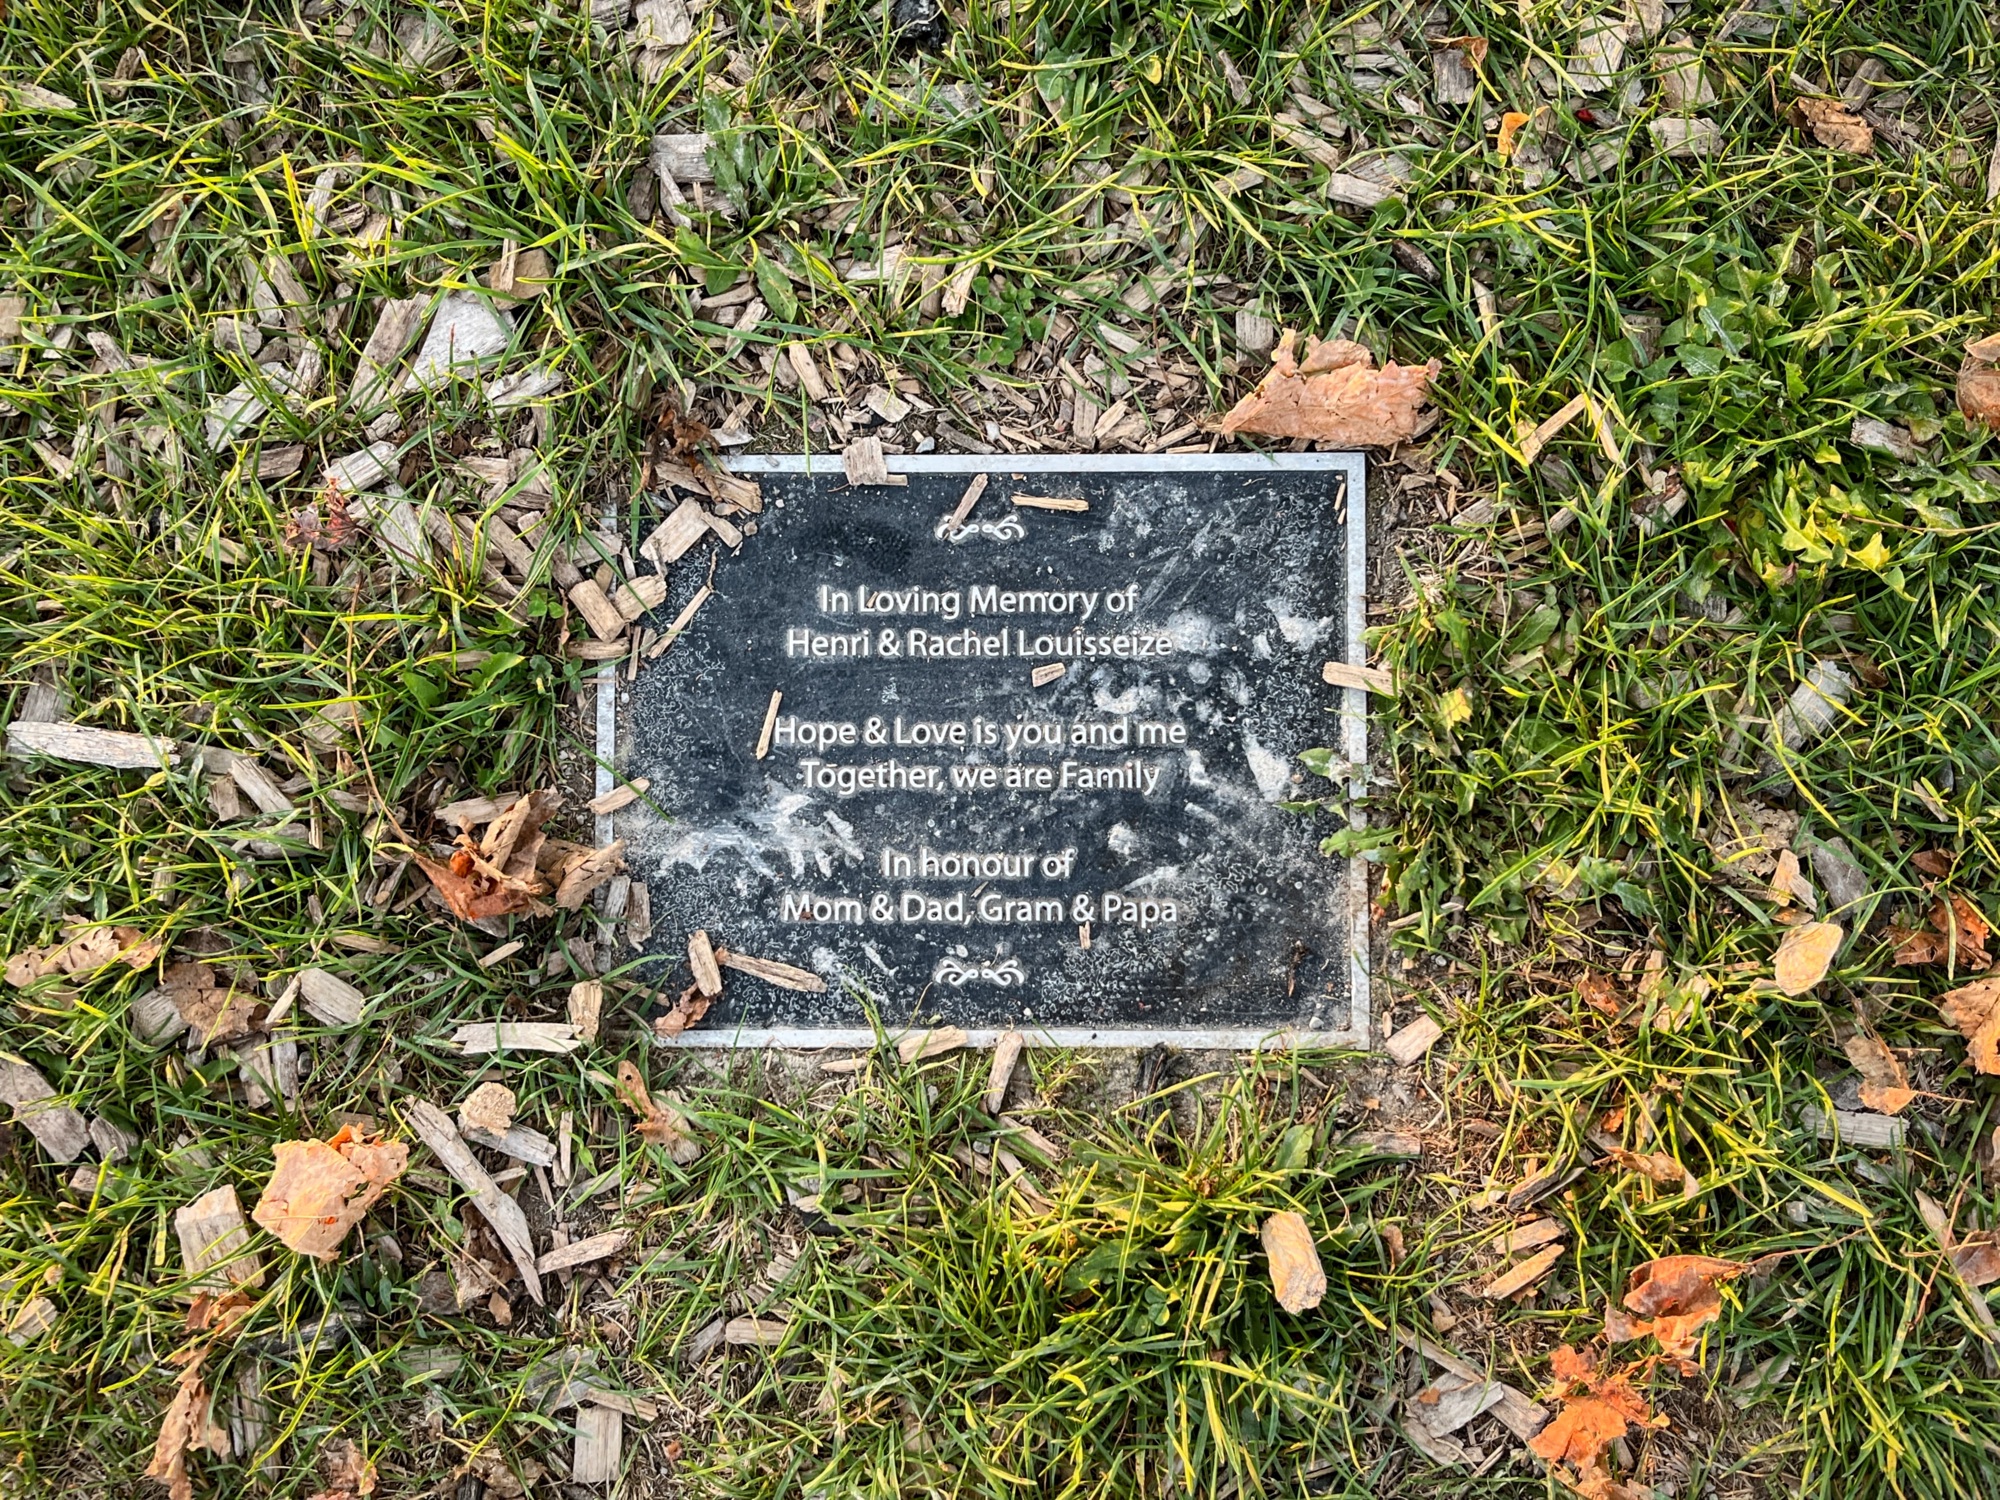 In Loving Memory of
Henri & Rachel Louisseize
Hope & Love is you and me
Together, we are Family
In honour of
Mom & Dad, Gram & Papa